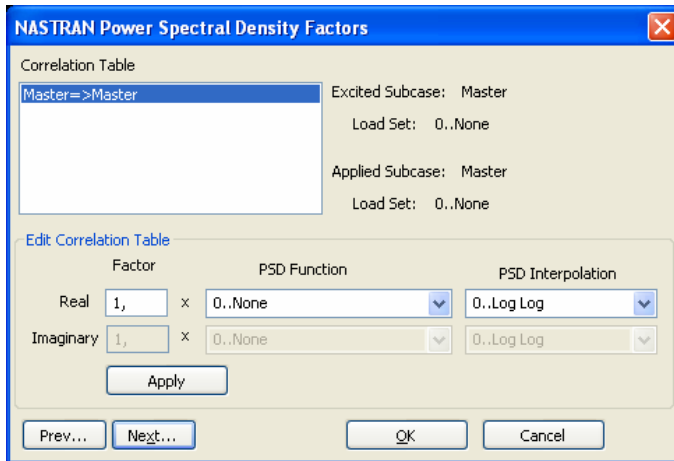 NASTRAN Power Spectral Density Factors
Correlation Table
Master=>Master
Excited Subcase: Master
Load Set: 0..None
Applied Subcase: Master
Load Set: 0..None
Edit Correlation Table
Factor PSD Function PSD Interpolation
Real 1, x 0..None 0..Log Log
Imaginary 1, x 0..None 0..Log Log
Apply
Prev... Next... OK Cancel